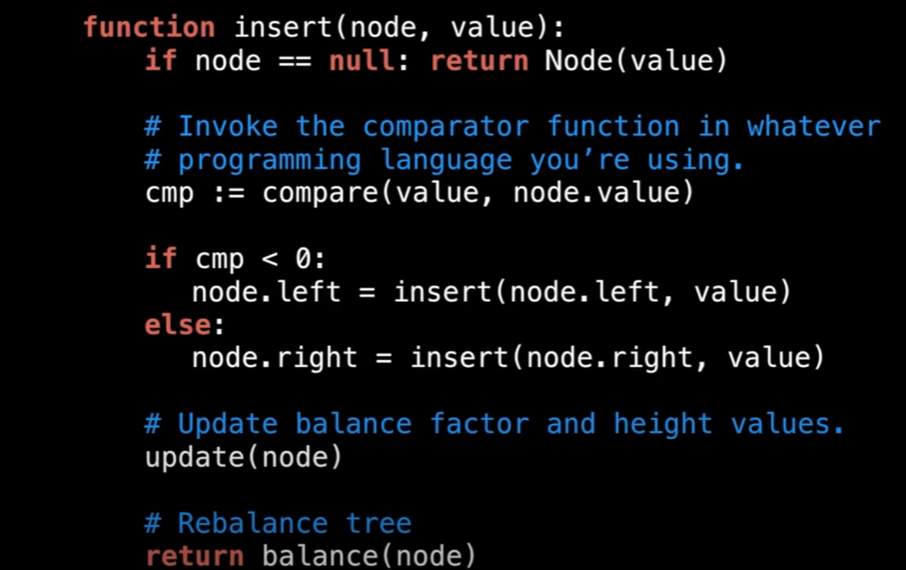 function insert(node, value):
if node == null: return Node(value)
# Invoke the comparator function in whatever
# programming language you’re using.
cmp := compare(value, node.value)
if cmp < 0:
node.left = insert(node.left, value)
else:
node.right = insert(node.right, value)
# Update balance factor and height values.
update(node)
# Rebalance tree
return balance(node)